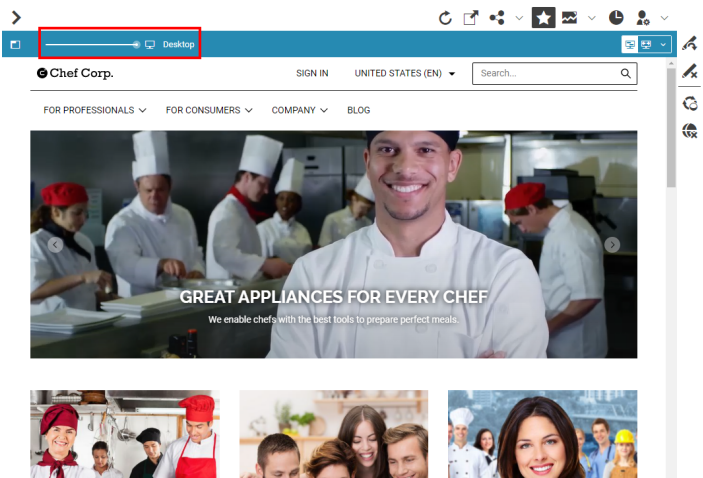 Desktop
Chef Corp.
SIGN IN
UNITED STATES (EN)
Search...
FOR PROFESSIONALS
FOR CONSUMERS
COMPANY
BLOG
GREAT APPLIANCES FOR EVERY CHEF
We enable chefs with the best tools to prepare perfect meals.